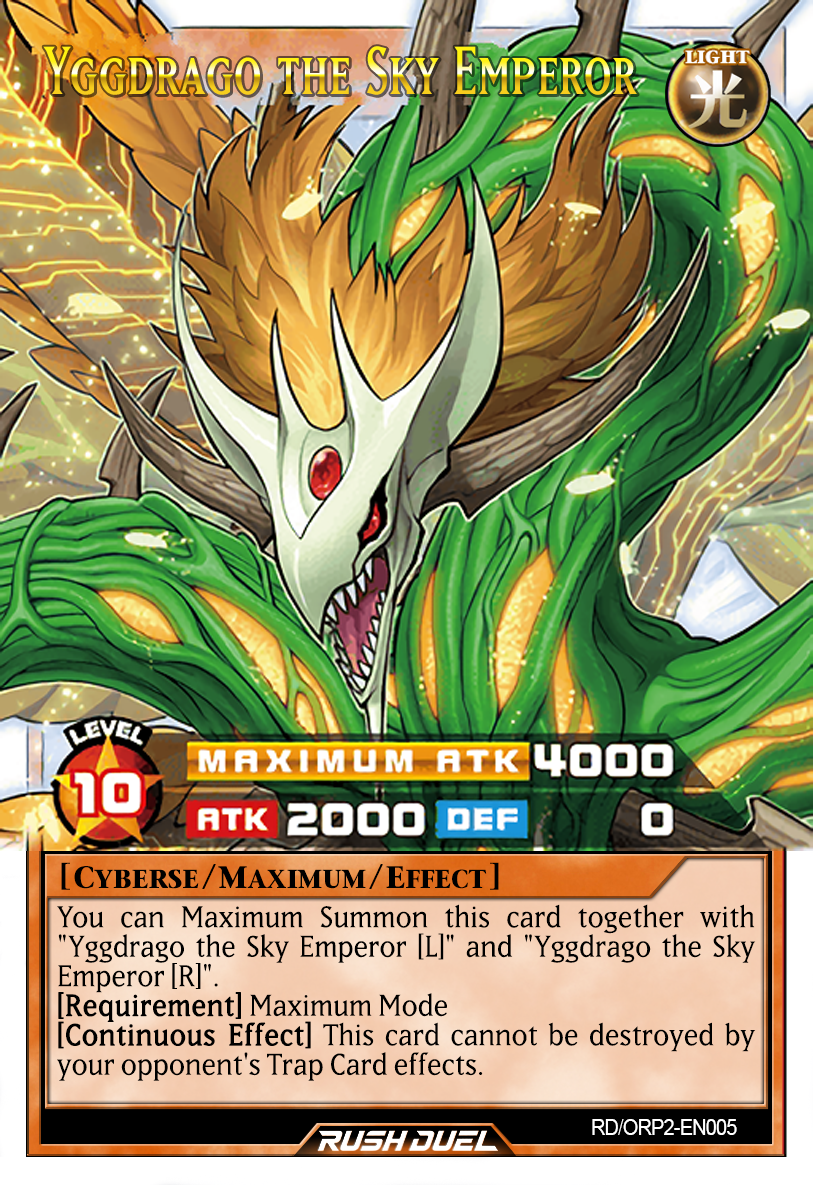 YGGDRAGO THE SKY EMPEROR
LIGHT
光
LEVEL
10
MAXIMUM ATK 4000
ATK 2000 DEF 0
[CYBERSE/MAXIMUM/EFFECT]
You can Maximum Summon this card together with
"Yggdrago the Sky Emperor [L]" and "Yggdrago the Sky
Emperor [R]".
[Requirement] Maximum Mode
[Continuous Effect] This card cannot be destroyed by
your opponent's Trap Card effects.
RUSH DUEL
RD/ORP2-EN005